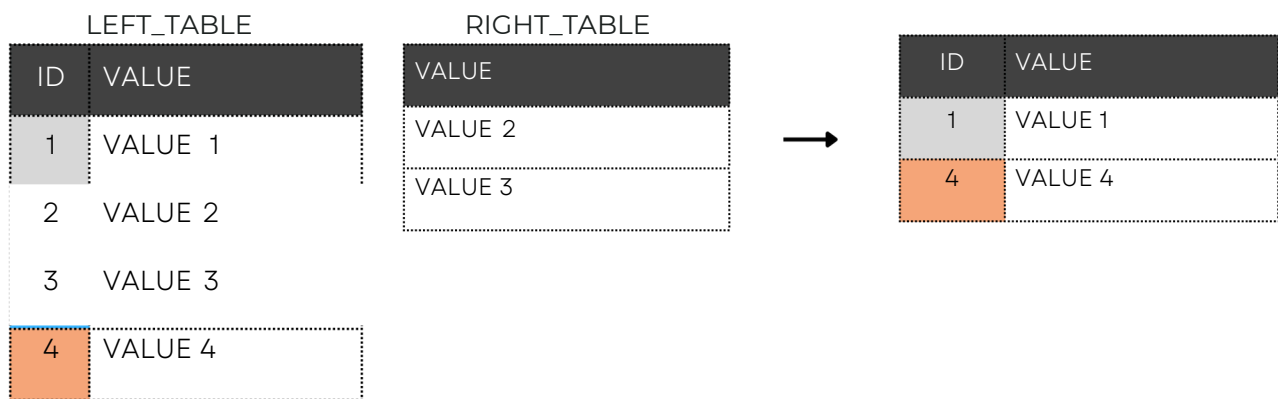 LEFT_TABLE
ID VALUE
1 VALUE 1
2 VALUE 2
3 VALUE 3
4 VALUE 4
RIGHT_TABLE
VALUE
VALUE 2
VALUE 3
ID VALUE
1 VALUE 1
4 VALUE 4